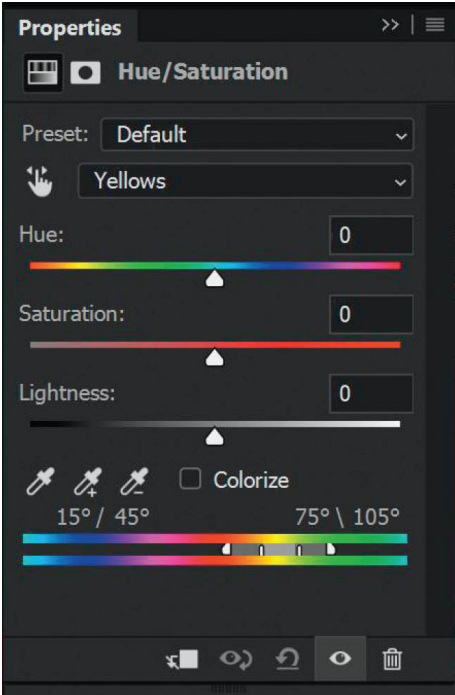 Properties
Hue/Saturation
Preset: Default
Yellows
Hue: 0
Saturation: 0
Lightness: 0
Colorize
15° / 45° 75° \ 105°